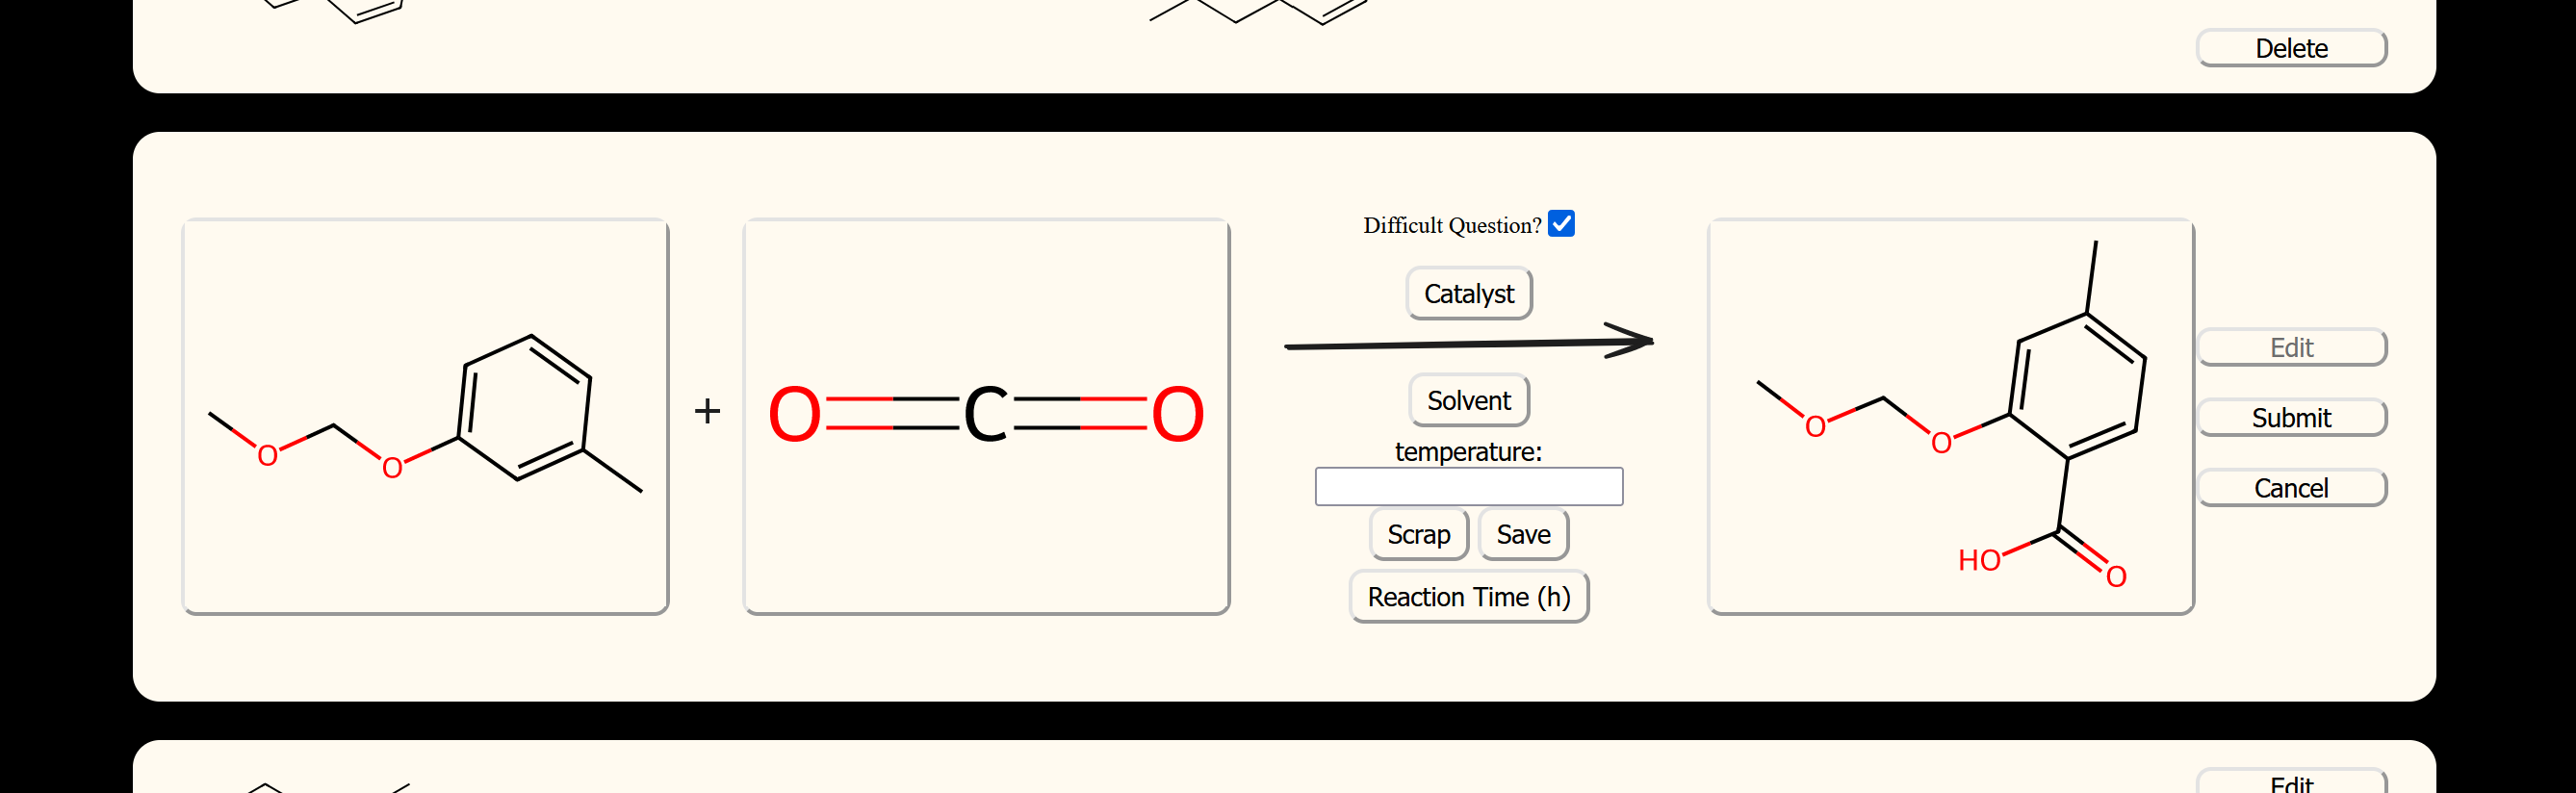 Delete
Difficult Question?
Catalyst
Solvent
temperature:
Scrap Save
Reaction Time (h)
O O
+
O C O
O O
HO O
Edit
Submit
Cancel
Edit